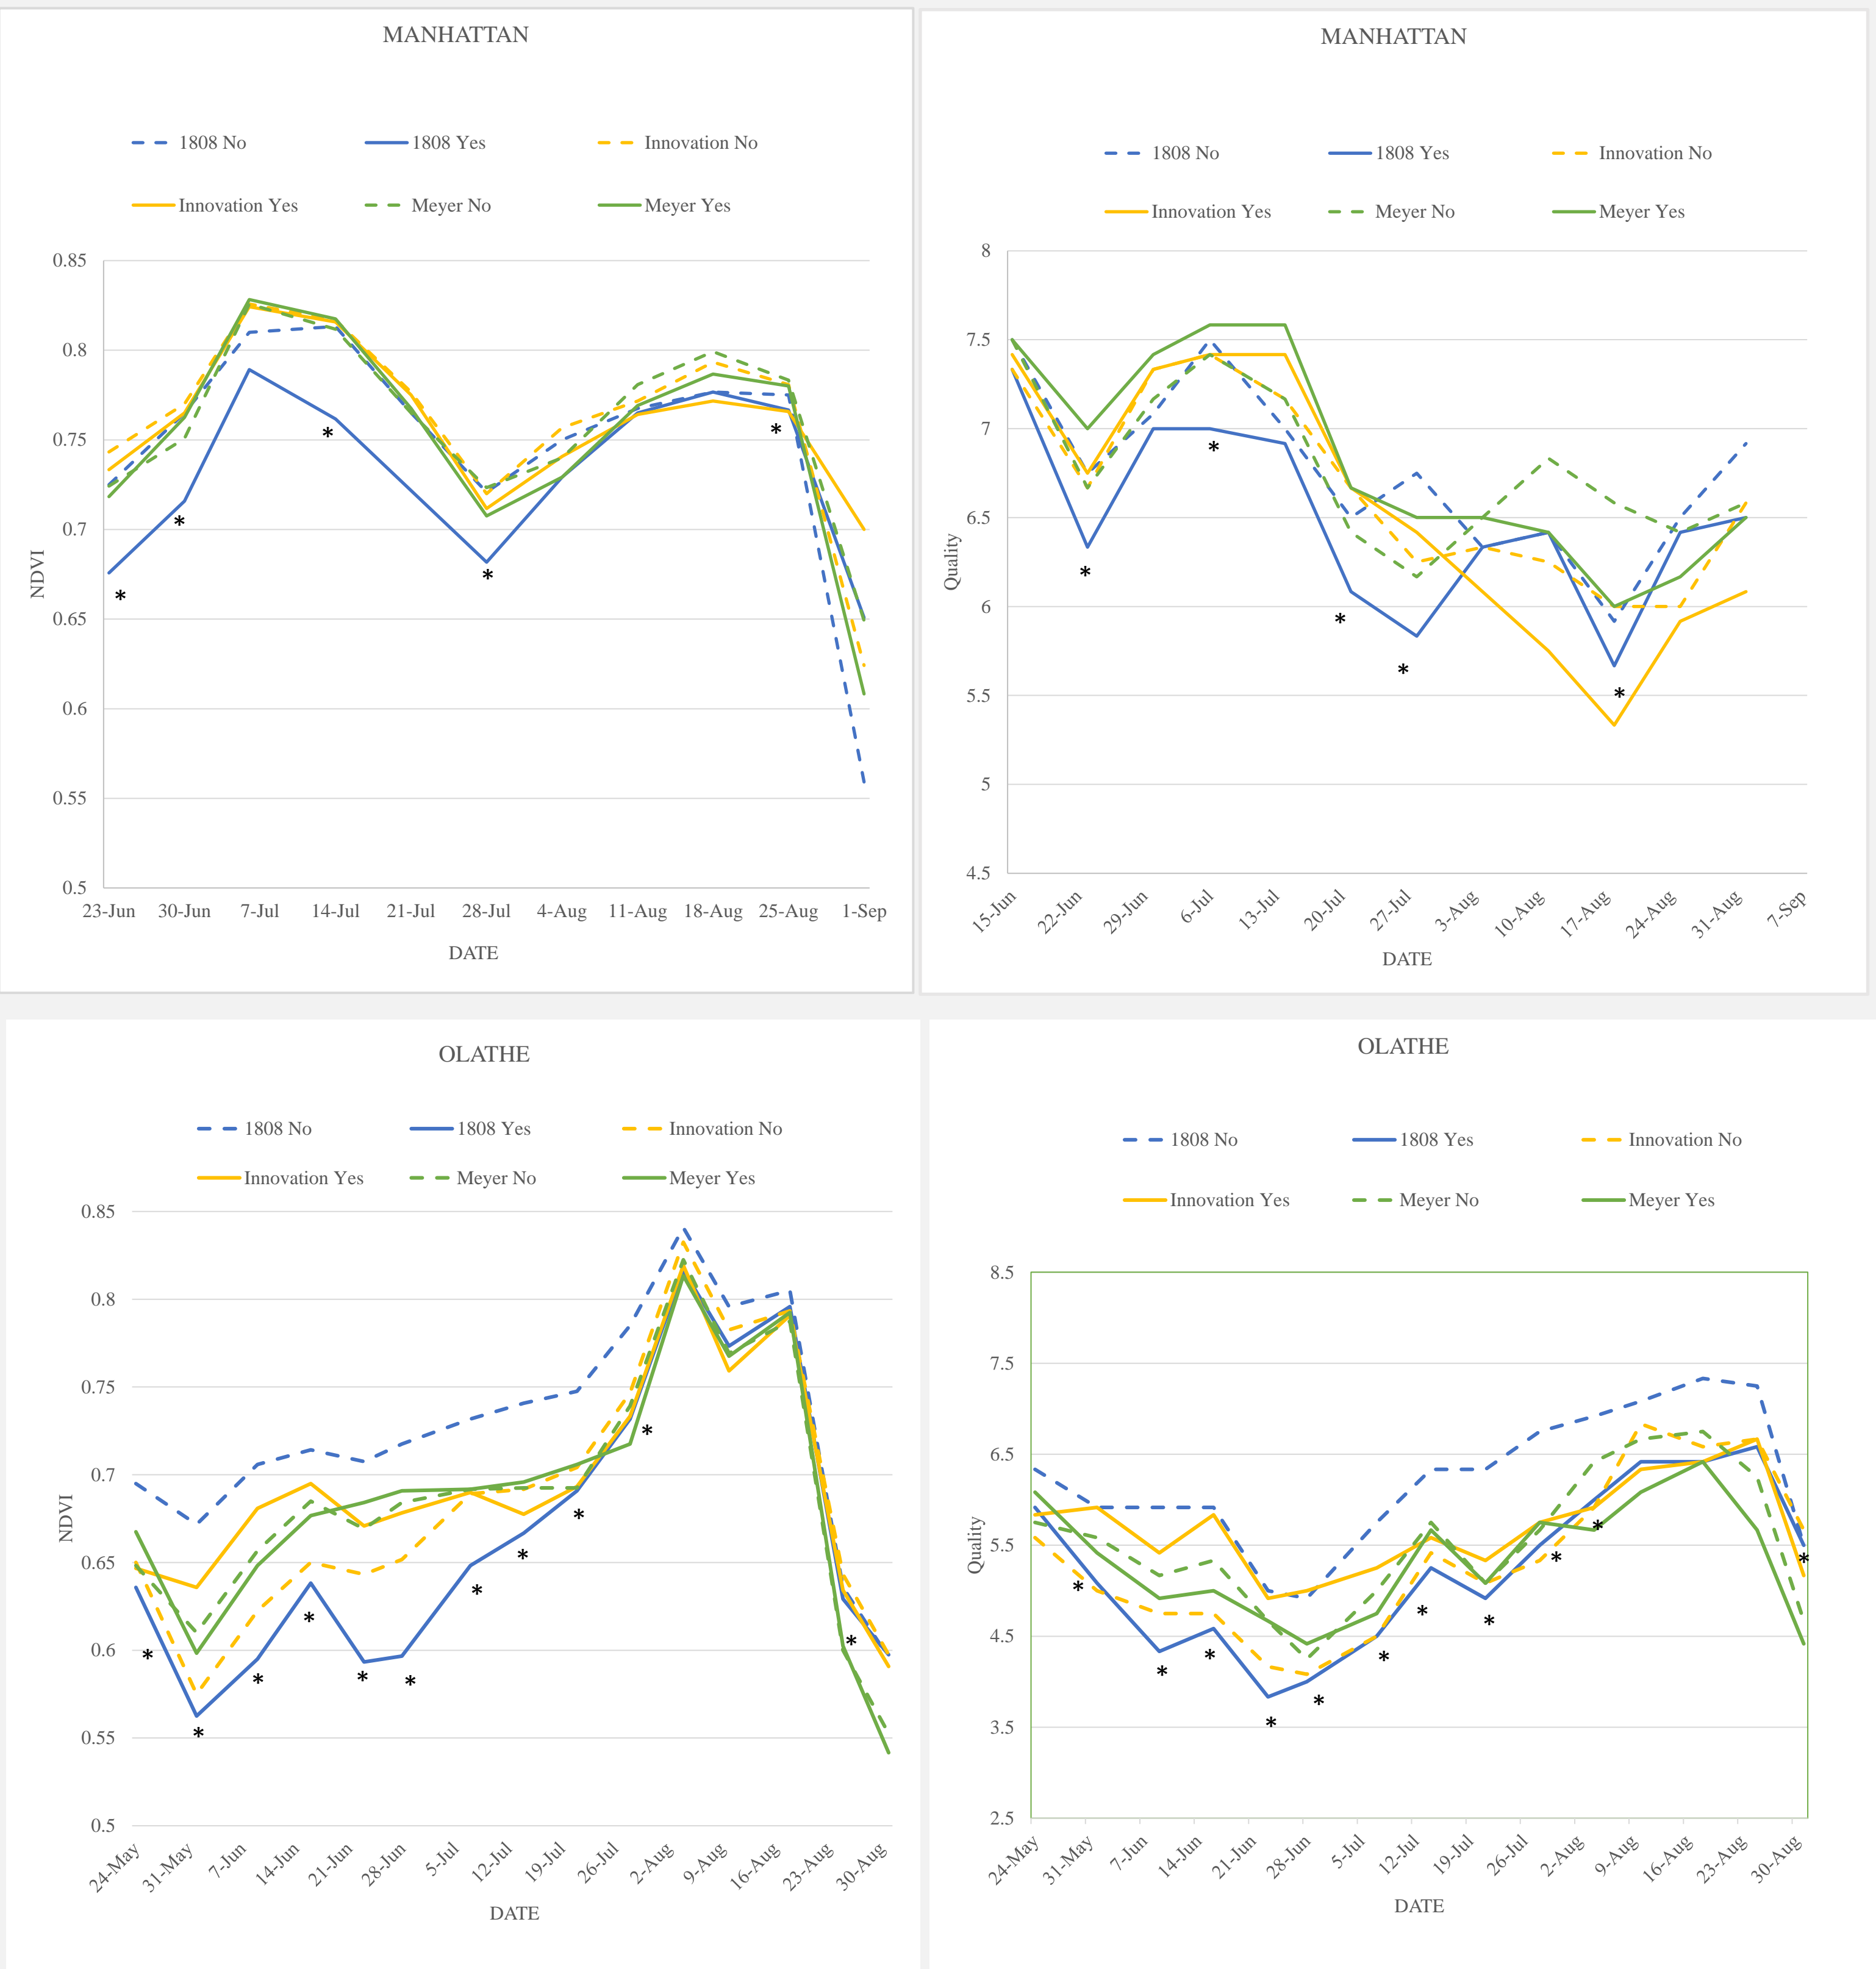 MANHATTAN
1808 No 1808 Yes Innovation No
Innovation Yes Meyer No Meyer Yes
0.85
0.8
0.75
0.7
0.65
0.6
0.55
0.5
NDVI
* * * * *
23-Jun 30-Jun 7-Jul 14-Jul 21-Jul 28-Jul 4-Aug 11-Aug 18-Aug 25-Aug 1-Sep
DATE
MANHATTAN
1808 No 1808 Yes Innovation No
Innovation Yes Meyer No Meyer Yes
8
7.5
7
6.5
6
5.5
5
4.5
Quality
* * * * *
15-Jun 22-Jun 29-Jun 6-Jul 13-Jul 20-Jul 27-Jul 3-Aug 10-Aug 17-Aug 24-Aug 31-Aug 7-Sep
DATE
OLATHE
1808 No 1808 Yes Innovation No
Innovation Yes Meyer No Meyer Yes
0.85
0.8
0.75
0.7
0.65
0.6
0.55
0.5
NDVI
* * * * * * * * * * *
24-May 31-May 7-Jun 14-Jun 21-Jun 28-Jun 5-Jul 12-Jul 19-Jul 26-Jul 2-Aug 9-Aug 16-Aug 23-Aug 30-Aug
DATE
OLATHE
1808 No 1808 Yes Innovation No
Innovation Yes Meyer No Meyer Yes
8.5
7.5
6.5
5.5
4.5
3.5
2.5
Quality
* * * * * * * * * * *
24-May 31-May 7-Jun 14-Jun 21-Jun 28-Jun 5-Jul 12-Jul 19-Jul 26-Jul 2-Aug 9-Aug 16-Aug 23-Aug 30-Aug
DATE